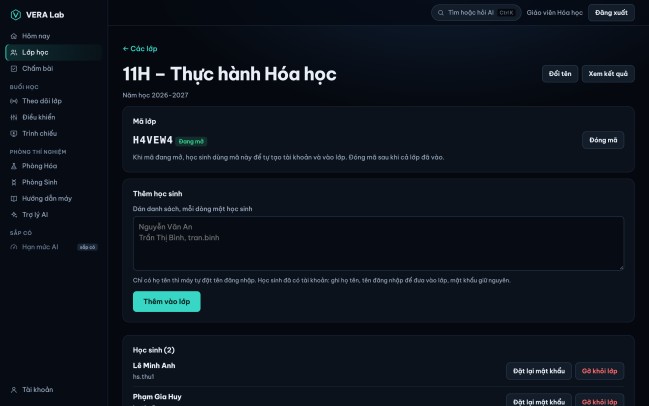 VERA Lab
Tìm hoặc hỏi AI Ctrl K
Giáo viên Hóa học
Đăng xuất
Hôm nay
Lớp học
Chấm bài
BUỔI HỌC
Theo dõi lớp
Điều khiển
Trình chiếu
PHÒNG THÍ NGHIỆM
Phòng Hóa
Phòng Sinh
Hướng dẫn máy
Trợ lý AI
SẮP CÓ
Hạn mức AI sắp có
Tài khoản
← Các lớp
11H – Thực hành Hóa học
Đổi tên
Xem kết quả
Năm học 2026-2027
Mã lớp
H4VEW4 Đang mở
Đóng mã
Khi mã đang mở, học sinh dùng mã này để tự tạo tài khoản và vào lớp. Đóng mã sau khi cả lớp đã vào.
Thêm học sinh
Dán danh sách, mỗi dòng một học sinh
Nguyễn Văn An
Trần Thị Bình, tran.binh
Chỉ có họ tên thì máy tự đặt tên đăng nhập. Học sinh đã có tài khoản: ghi họ tên, tên đăng nhập để đưa vào lớp, mật khẩu giữ nguyên.
Thêm vào lớp
Học sinh (2)
Lê Minh Anh
hs.thu1
Đặt lại mật khẩu
Gỡ khỏi lớp
Phạm Gia Huy
Đặt lại mật khẩu
Gỡ khỏi lớp